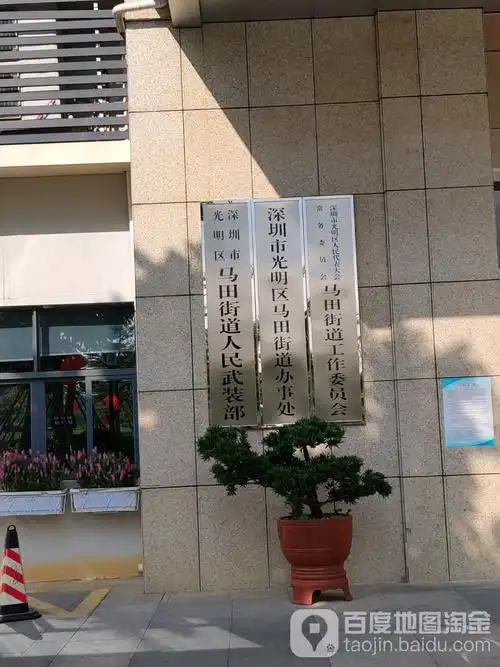 深圳市
光明区
马田街道人民武装部
深圳市光明区马田街道办事处
深圳市光明区人民代表大会
常务委员会
马田街道工作委员会
百度地图淘金
taojin.baidu.com